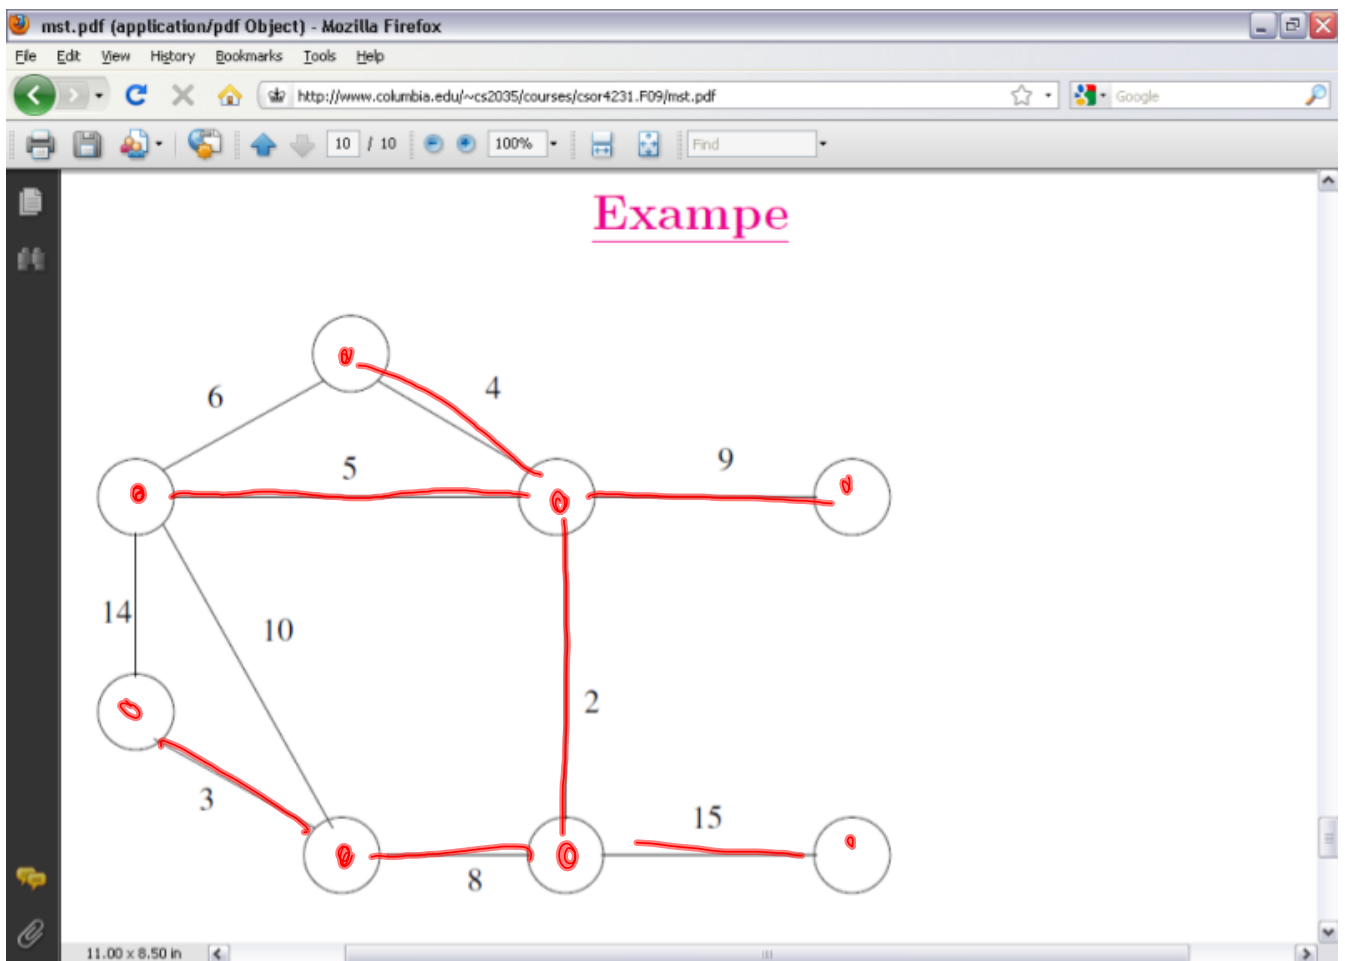 mst.pdf (application/pdf Object) - Mozilla Firefox
File Edit View History Bookmarks Tools Help
http://www.columbia.edu/~cs2035/courses/csor4231.F09/mst.pdf Google
10 / 10 100% Find
Exampe
6 4
5 9
14 10
2
3 15
8
11.00 x 8.50 in